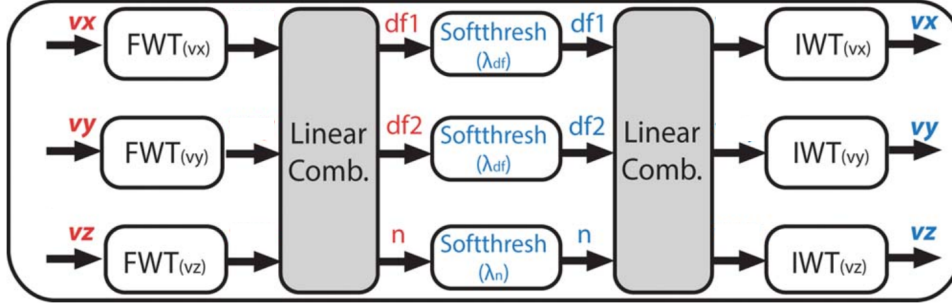 vx FWT(vx) df1 Softthresh (λdf) df1 IWT(vx) vx
vy FWT(vy) Linear Comb. df2 Softthresh (λdf) df2 Linear Comb. IWT(vy) vy
vz FWT(vz) n Softthresh (λn) n IWT(vz) vz